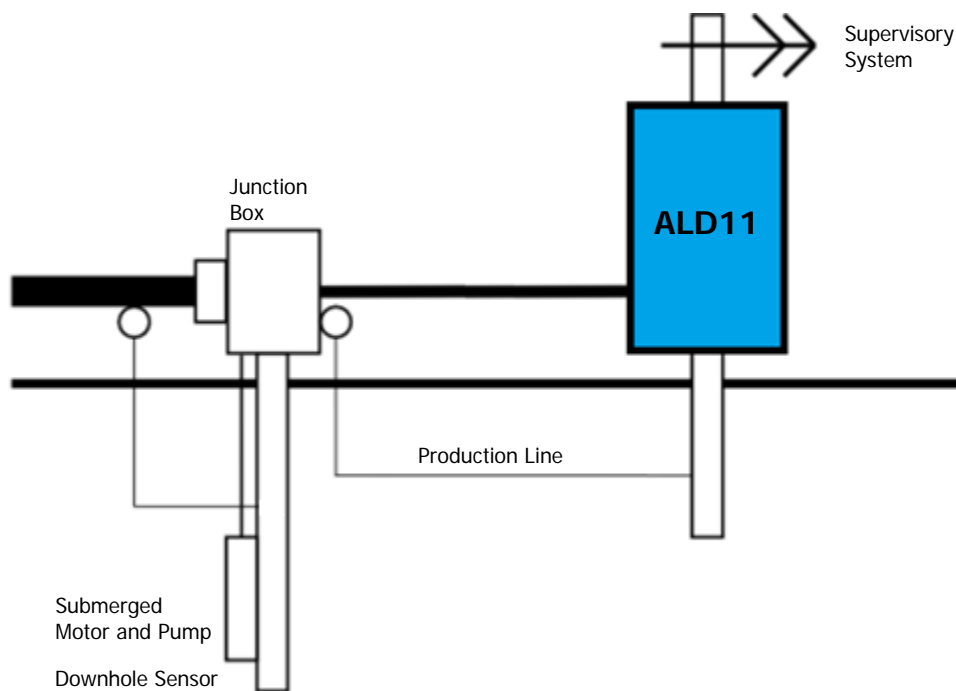 Supervisory
System
Junction
Box
ALD11
Production Line
Submerged
Motor and Pump
Downhole Sensor